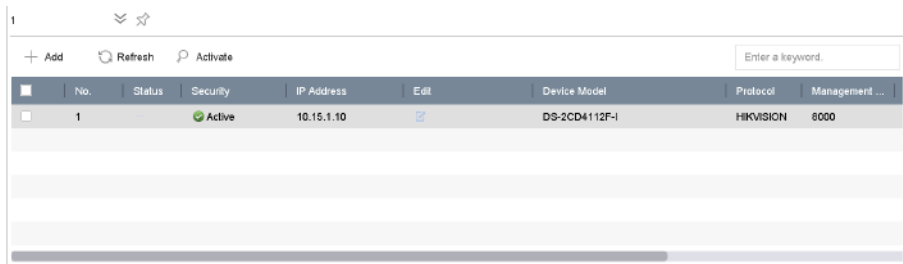 1
Add Refresh Activate Enter a keyword.
No. Status Security IP Address Edit Device Model Protocol Management ...
1 Active 10.15.1.10 DS-2CD4112F-I HIKVISION 8000